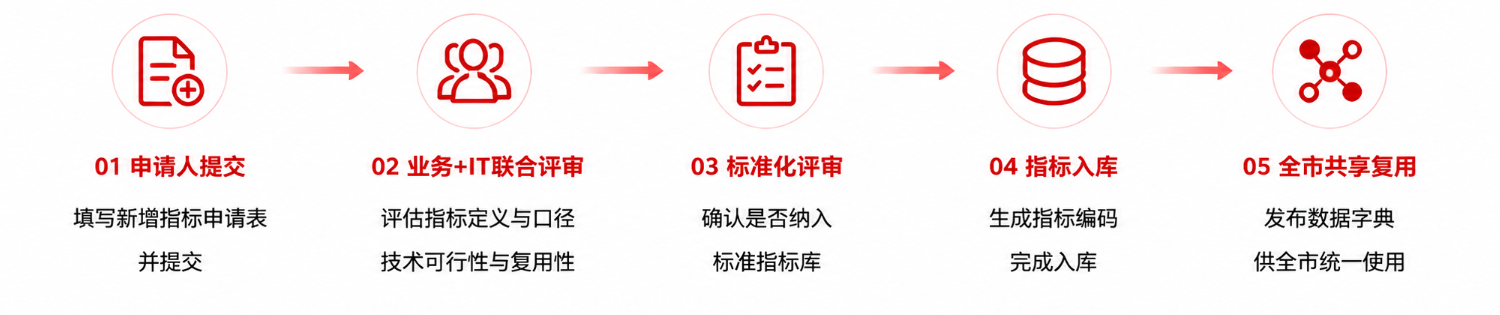 01 申请人提交
填写新增指标申请表
并提交
02 业务+IT联合评审
评估指标定义与口径
技术可行性与复用性
03 标准化评审
确认是否纳入
标准指标库
04 指标入库
生成指标编码
完成入库
05 全市共享复用
发布数据字典
供全市统一使用